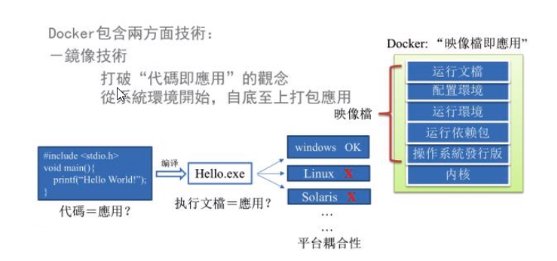 Docker包含兩方面技術：
－鏡像技術
打破“代碼即應用”的觀念
從系統環境開始，自底至上打包應用
Docker: “映像檔即應用”
运行文檔
配置環境
运行環境
运行依賴包
操作系統發行版
内核
映像檔
#include <stdio.h>
void main(){
printf("Hello World!");
}
代碼＝應用？
编译
Hello.exe
执行文檔＝應用？
windows OK
Linux X
Solaris X
…
…
平台耦合性